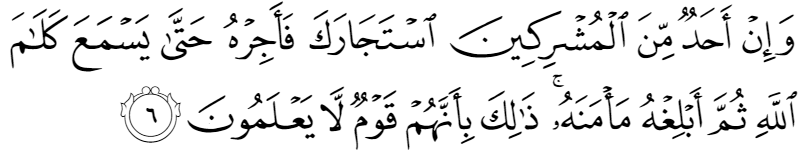 وَإِنۡ أَحَدٞ مِّنَ ٱلۡمُشۡرِكِينَ ٱسۡتَجَارَكَ فَأَجِرۡهُ حَتَّىٰ يَسۡمَعَ كَلَٰمَ
ٱللَّهِ ثُمَّ أَبۡلِغۡهُ مَأۡمَنَهُۥۚ ذَٰلِكَ بِأَنَّهُمۡ قَوۡمٞ لَّا يَعۡلَمُونَ ٦